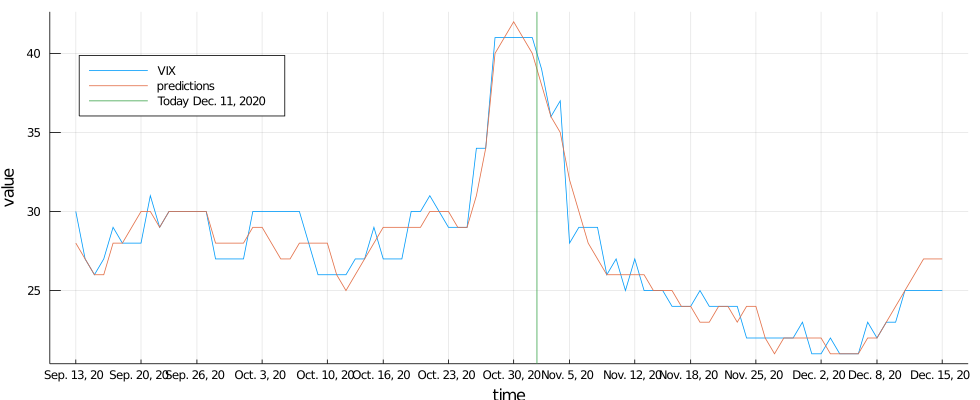 40
35
30
25
value
VIX
predictions
Today Dec. 11, 2020
Sep. 13, 20 Sep. 20, 20 Sep. 26, 20 Oct. 3, 20 Oct. 10, 20 Oct. 16, 20 Oct. 23, 20 Oct. 30, 20 Nov. 5, 20 Nov. 12, 20 Nov. 18, 20 Nov. 25, 20 Dec. 2, 20 Dec. 8, 20 Dec. 15, 20
time